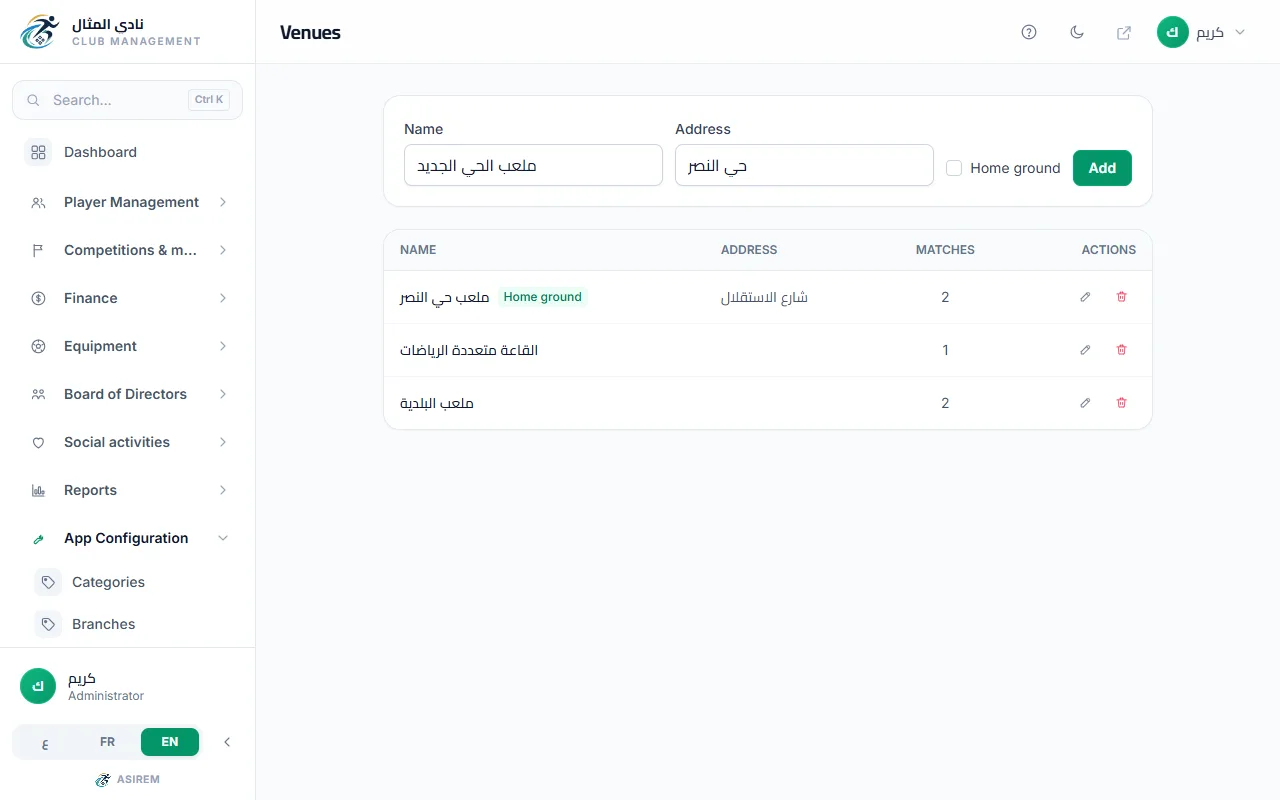 نادي المثال
CLUB MANAGEMENT
Search...
Ctrl K
Dashboard
Player Management
Competitions & m...
Finance
Equipment
Board of Directors
Social activities
Reports
App Configuration
Categories
Branches
كريم
Administrator
ع
FR
EN
ASIREM
Venues
ك
كريم
Name
Address
ملعب الحي الجديد
حي النصر
Home ground
Add
NAME ADDRESS MATCHES ACTIONS
ملعب حي النصر Home ground شارع الاستقلال 2
القاعة متعددة الرياضات 1
ملعب البلدية 2